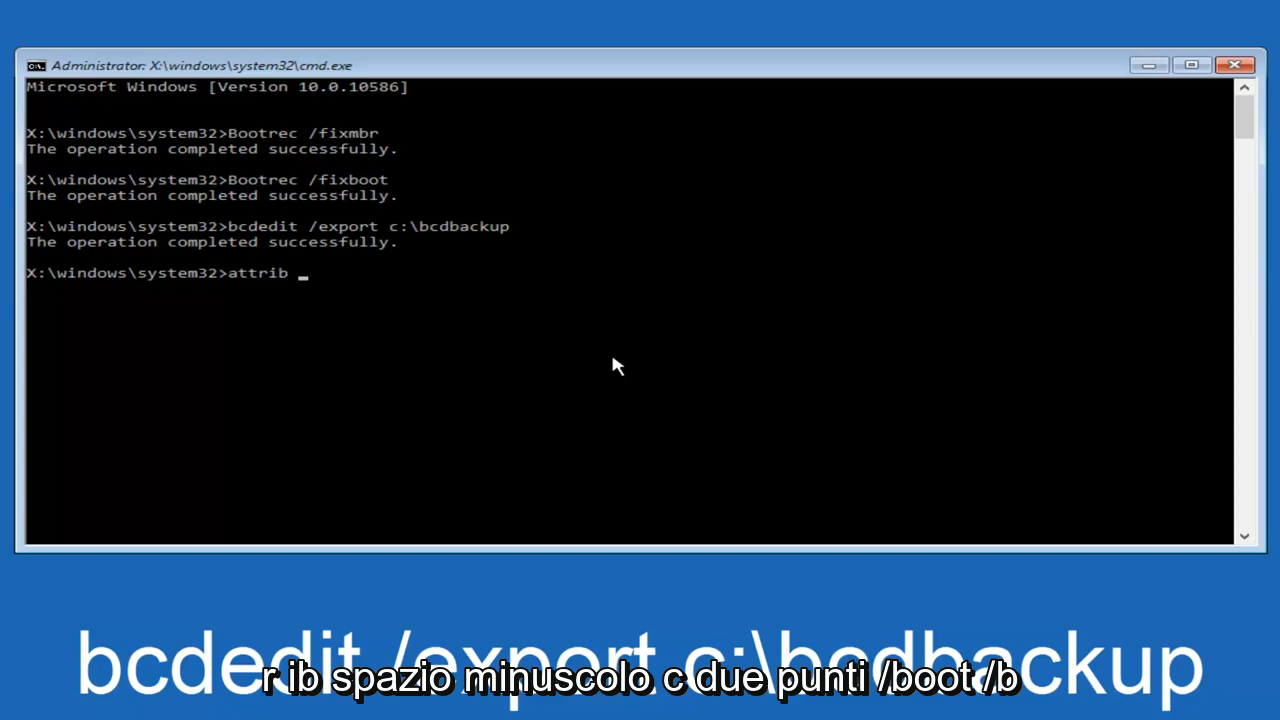 Administrator: X:\windows\system32\cmd.exe
Microsoft Windows [Version 10.0.10586]
X:\windows\system32>Bootrec /fixmbr
The operation completed successfully.
X:\windows\system32>Bootrec /fixboot
The operation completed successfully.
X:\windows\system32>bcdedit /export c:\bcdbackup
The operation completed successfully.
X:\windows\system32>attrib _
bcdedit /export c:\bcdbackup
r ib spazio minuscolo c due punti /boot /b